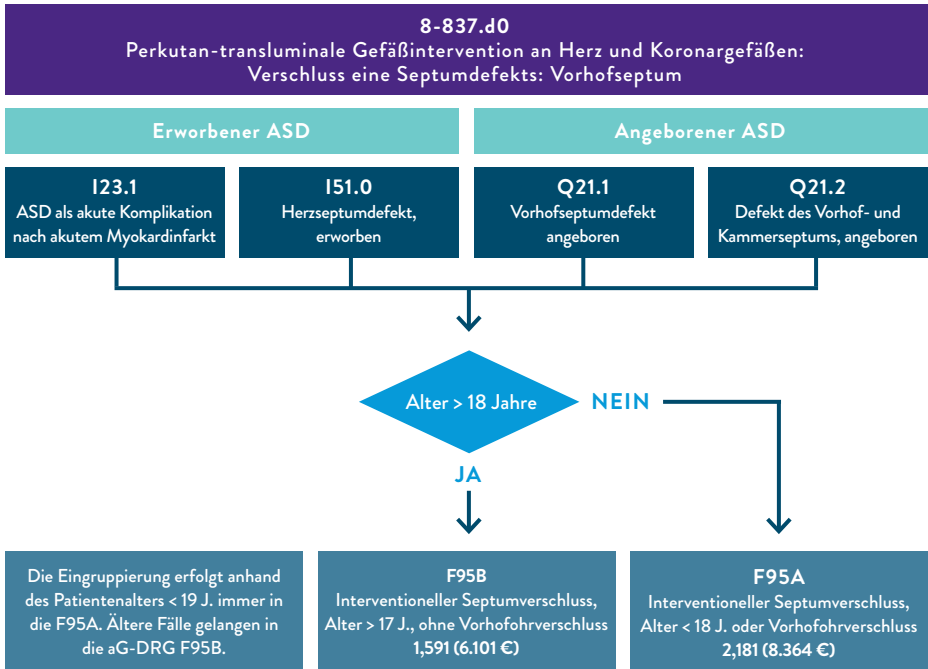 8-837.d0
Perkutan-transluminale Gefäßintervention an Herz und Koronargefäßen:
Verschluss eine Septumdefekts: Vorhofseptum
Erworbener ASD
Angeborener ASD
I23.1
ASD als akute Komplikation
nach akutem Myokardinfarkt
I51.0
Herzseptumdefekt,
erworben
Q21.1
Vorhofseptumdefekt
angeboren
Q21.2
Defekt des Vorhof- und
Kammerseptums, angeboren
Alter > 18 Jahre
NEIN
JA
Die Eingruppierung erfolgt anhand
des Patientenalters < 19 J. immer in
die F95A. Ältere Fälle gelangen in
die aG-DRG F95B.
F95B
Interventioneller Septumverschluss,
Alter > 17 J., ohne Vorhofohrverschluss
1,591 (6.101 €)
F95A
Interventioneller Septumverschluss,
Alter < 18 J. oder Vorhofohrverschluss
2,181 (8.364 €)